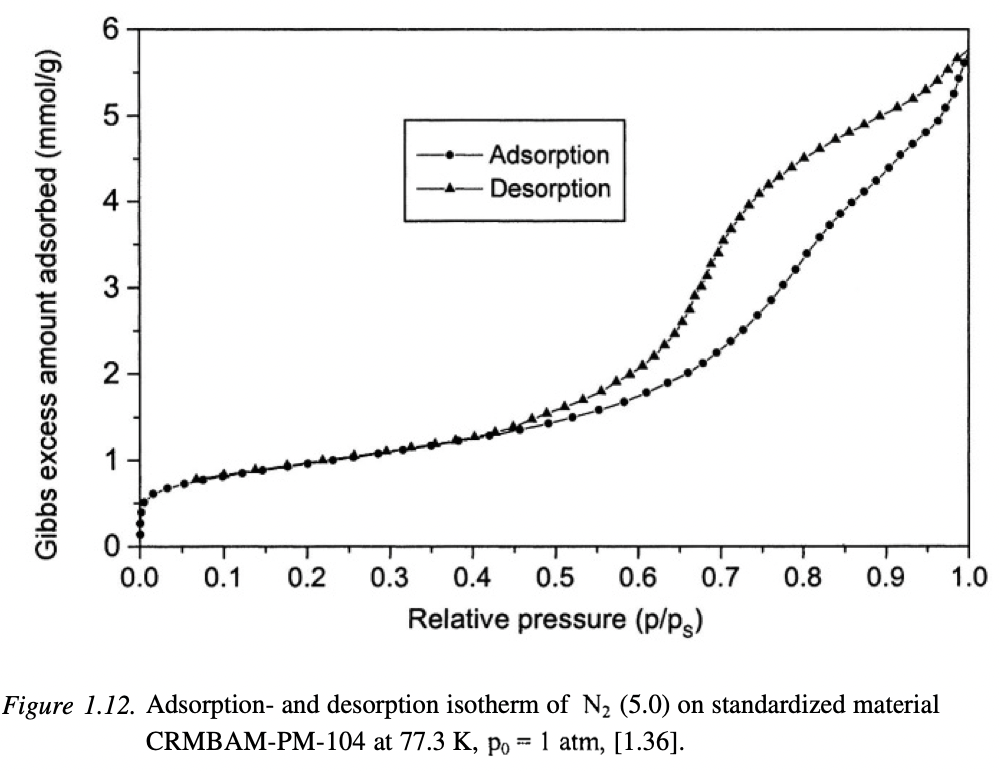 6
5
4
3
2
1
0
Gibbs excess amount adsorbed (mmol/g)
Adsorption
Desorption
0.0 0.1 0.2 0.3 0.4 0.5 0.6 0.7 0.8 0.9 1.0
Relative pressure (p/pₛ)
Figure 1.12. Adsorption- and desorption isotherm of N₂ (5.0) on standardized material
CRMBAM-PM-104 at 77.3 K, p₀ = 1 atm, [1.36].